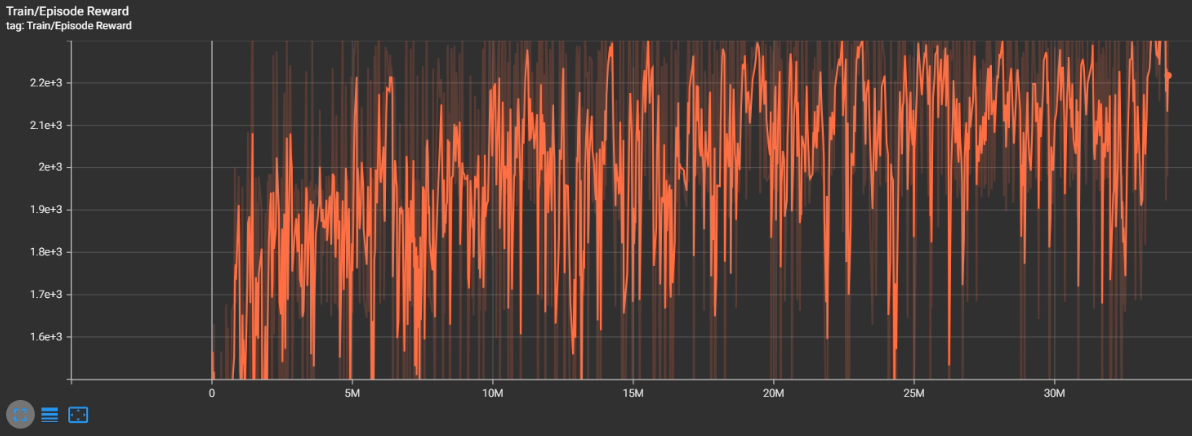 Train/Episode Reward
tag: Train/Episode Reward
2.2e+3
2.1e+3
2e+3
1.9e+3
1.8e+3
1.7e+3
1.6e+3
0 5M 10M 15M 20M 25M 30M